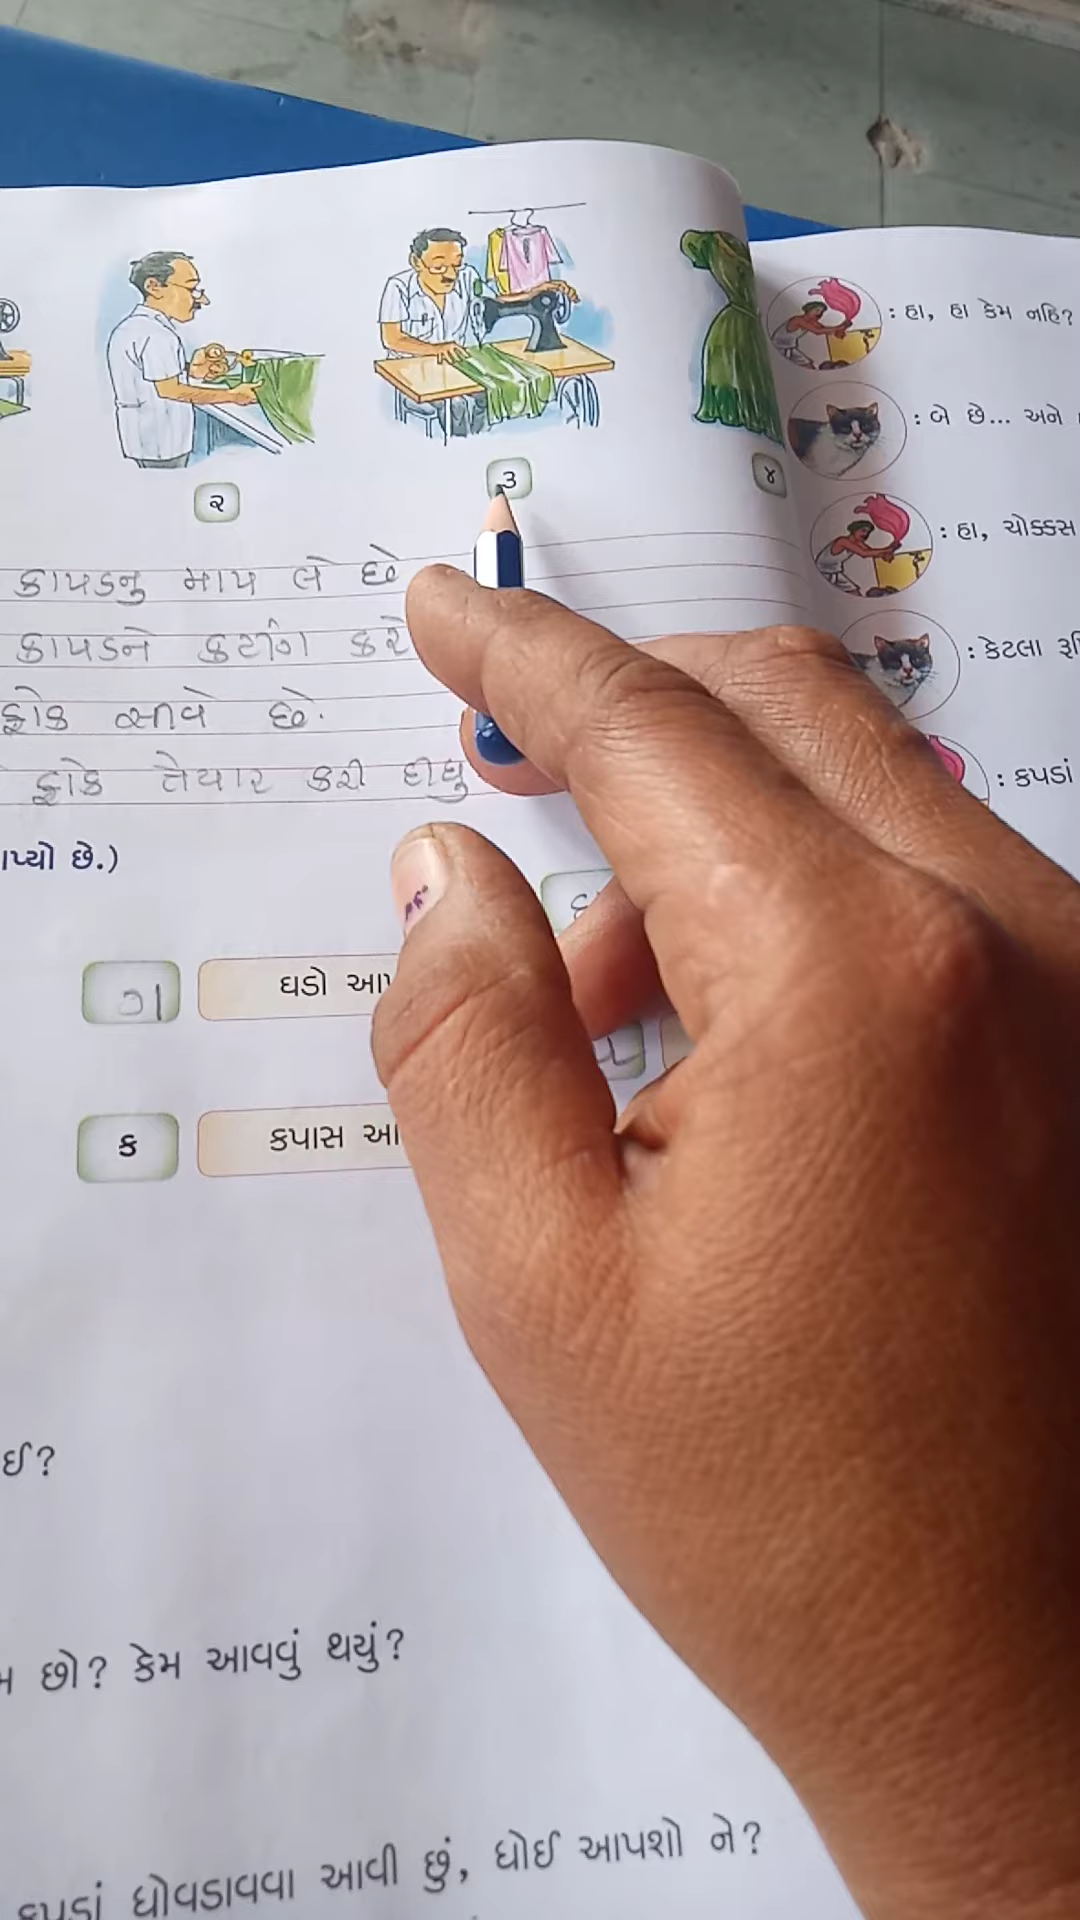 ૨
૩
૪
કાપડનુ માપ લે છે
કાપડને કટીંગ કરે
ફ્રોક સીવે છે.
ફ્રોક તૈયાર કરી દીધુ
છે.)
ગ
ઘડો
ક
કપાસ
ઈ?
છો? કેમ આવવું થયું?
કપડાં ધોવડાવવા આવી છું, ધોઈ આપશો ને?
: હા, હા કેમ નહિ?
: બે છે... અને
: હા, ચોક્કસ
: કેટલા
: કપડાં